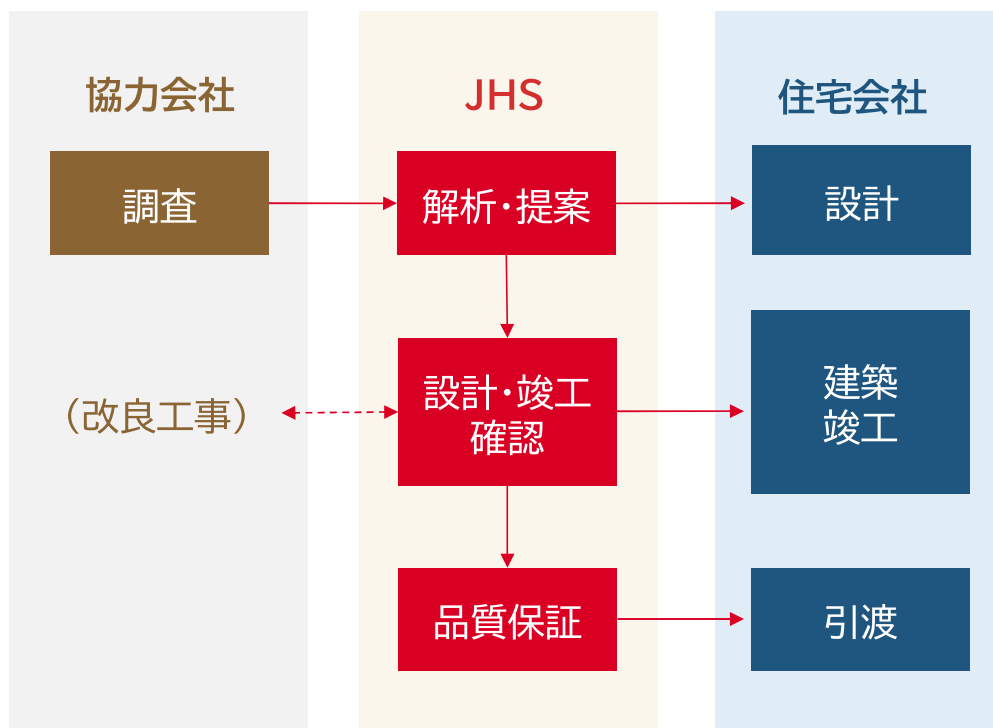 協力会社
JHS
住宅会社
調査
解析・提案
設計
（改良工事）
設計・竣工
確認
建築
竣工
品質保証
引渡